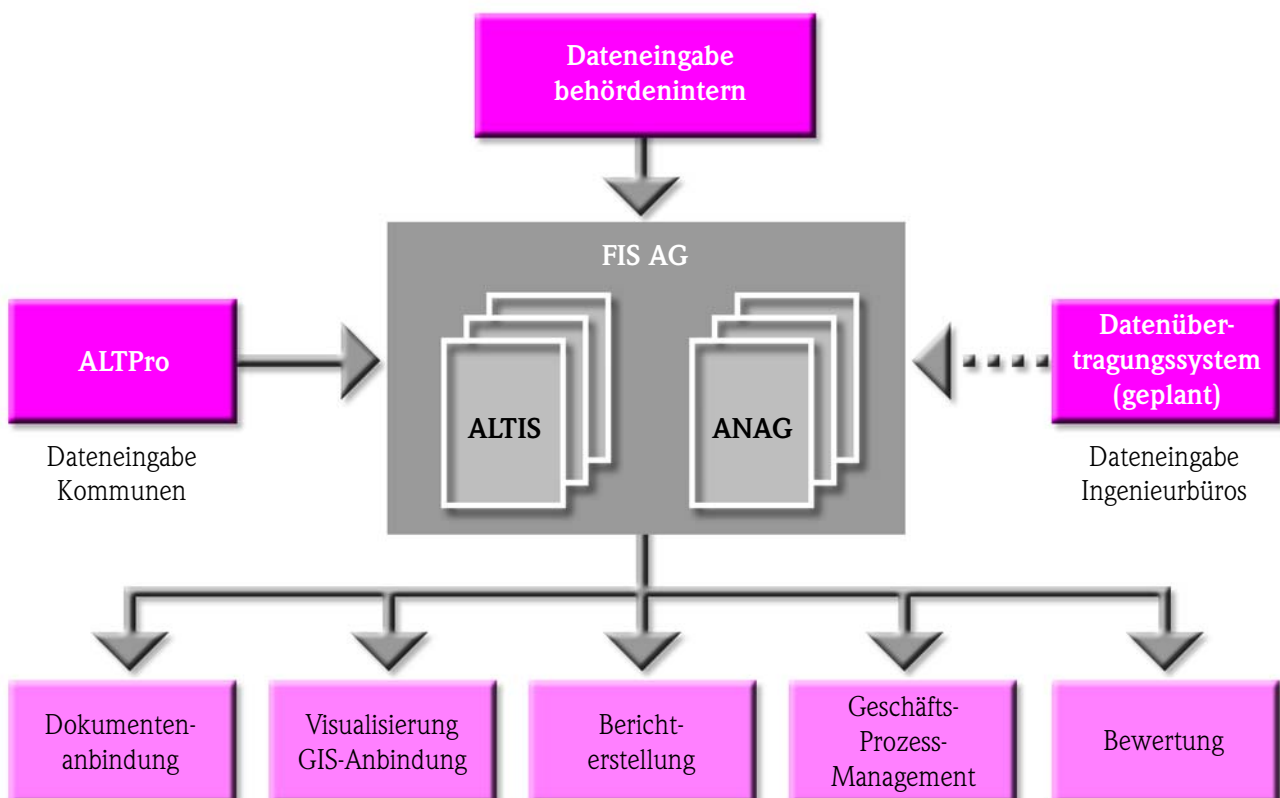 Dateneingabe
behördenintern
FIS AG
ALTPro
ALTIS
ANAG
Datenüber-
tragungssystem
(geplant)
Dateneingabe
Kommunen
Dateneingabe
Ingenieurbüros
Dokumenten-
anbindung
Visualisierung
GIS-Anbindung
Bericht-
erstellung
Geschäfts-
Prozess-
Management
Bewertung